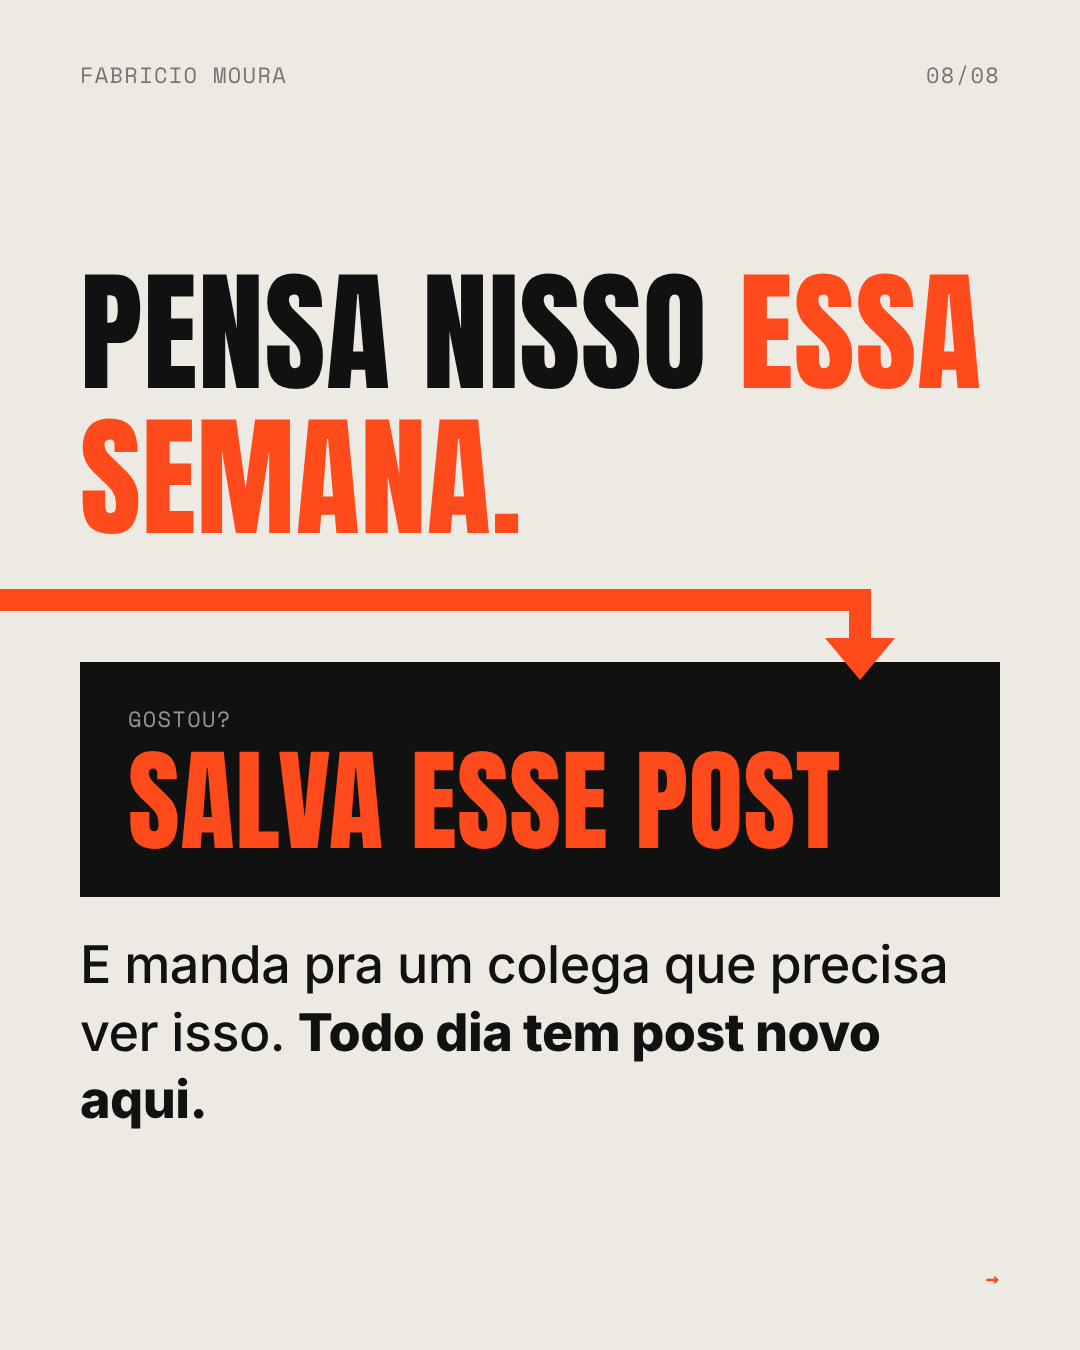 FABRICIO MOURA
08/08
PENSA NISSO ESSA
SEMANA.
GOSTOU?
SALVA ESSE POST
E manda pra um colega que precisa
ver isso. Todo dia tem post novo
aqui.
→